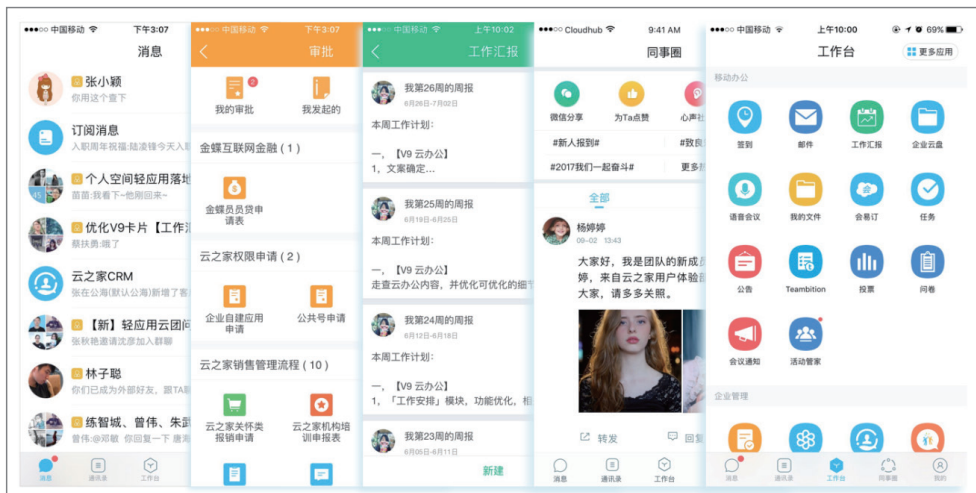 中国移动 下午3:07
消息
张小颖
你用这个查下
订阅消息
入职周年祝福:陆凌锋今天入职
个人空间轻应用落地
45
苗苗:我看下~他刚回来~
优化V9卡片【工作汇
蔡扶勇:哦了
云之家CRM
张在公海(默认公海)新增了客
【新】轻应用云团问
张秋艳邀请沈彦加入群聊
林子聪
你们已成为外部好友，跟TA聊
练智城、曾伟、朱武
曾伟:@邓敏 你回复一下 唐
消息
通讯录
工作台
中国移动 下午3:07
审批
2
我的审批
我发起的
金蝶互联网金融 ( 1 )
金蝶员员贷申
请表
云之家权限申请 ( 2 )
企业自建应用
申请
公共号申请
云之家销售管理流程 ( 10 )
云之家关怀类
报销申请
云之家机构培
训申报表
中国移动 上午10:02
工作汇报
我第26周的周报
6月26日-7月02日
本周工作计划：
一，【V9 云办公】
1，文案确定...
我第25周的周报
6月19日-6月25日
本周工作计划：
一，【V9 云办公】
走查云办公内容，并优化可优化的细节
我第24周的周报
6月12日-6月18日
本周工作计划：
一，【V9 云办公】
1，「工作安排」模块，功能优化，相
我第23周的周报
6月05日-6月11日
新建
Cloudhub 9:41 AM
同事圈
微信分享
为Ta点赞
心声社
#新人报到#
#致良
#2017我们一起奋斗#
更多
全部
杨婷婷
09-02 13:43
大家好，我是团队的新成员
婷，来自云之家用户体验部
大家，请多多关照。
转发
回复
消息
通讯录
工作台
中国移动 上午10:00 69%
工作台
更多应用
移动办公
签到
邮件
工作汇报
企业云盘
语音会议
我的文件
会易订
任务
公告
Teambition
投票
问卷
会议通知
活动管家
企业管理
消息
通讯录
工作台
同事圈
我的